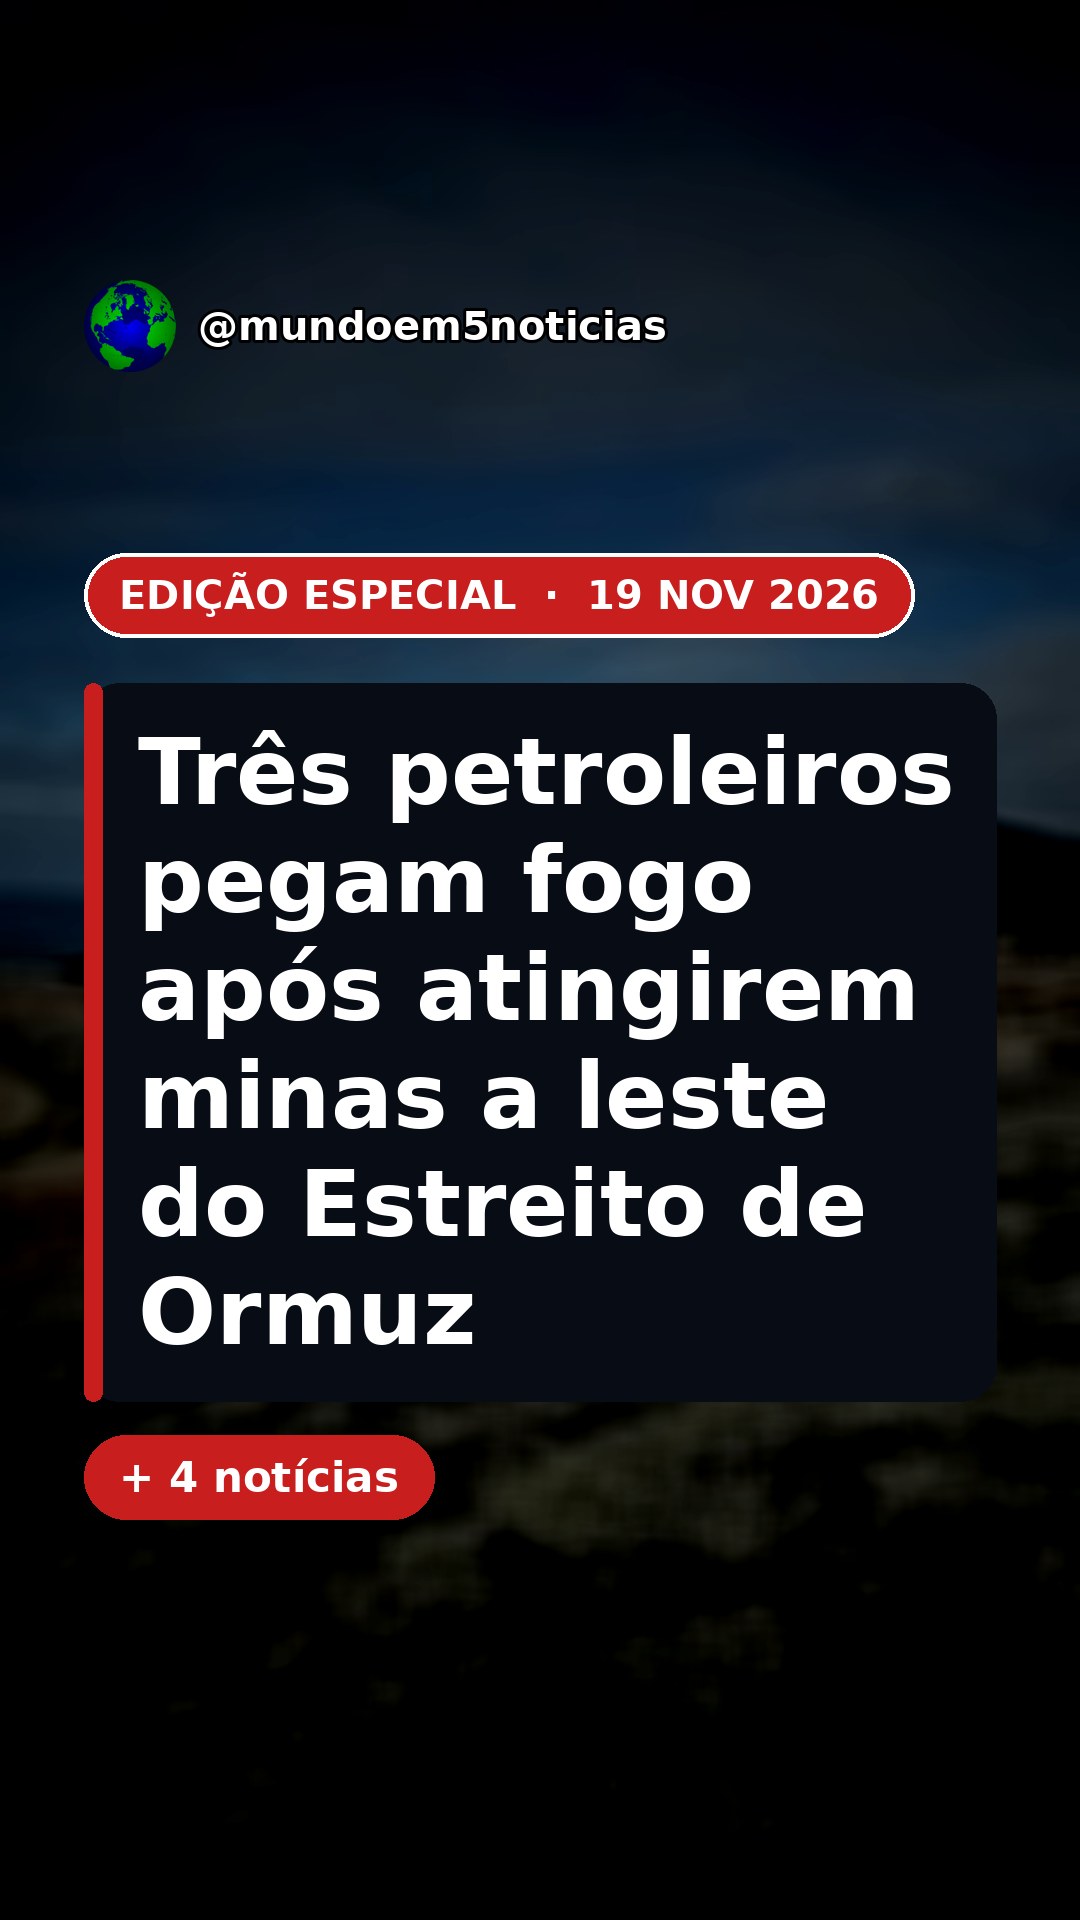 @mundoem5noticias
EDIÇÃO ESPECIAL · 19 NOV 2026
Três petroleiros
pegam fogo
após atingirem
minas a leste
do Estreito de
Ormuz
+ 4 notícias